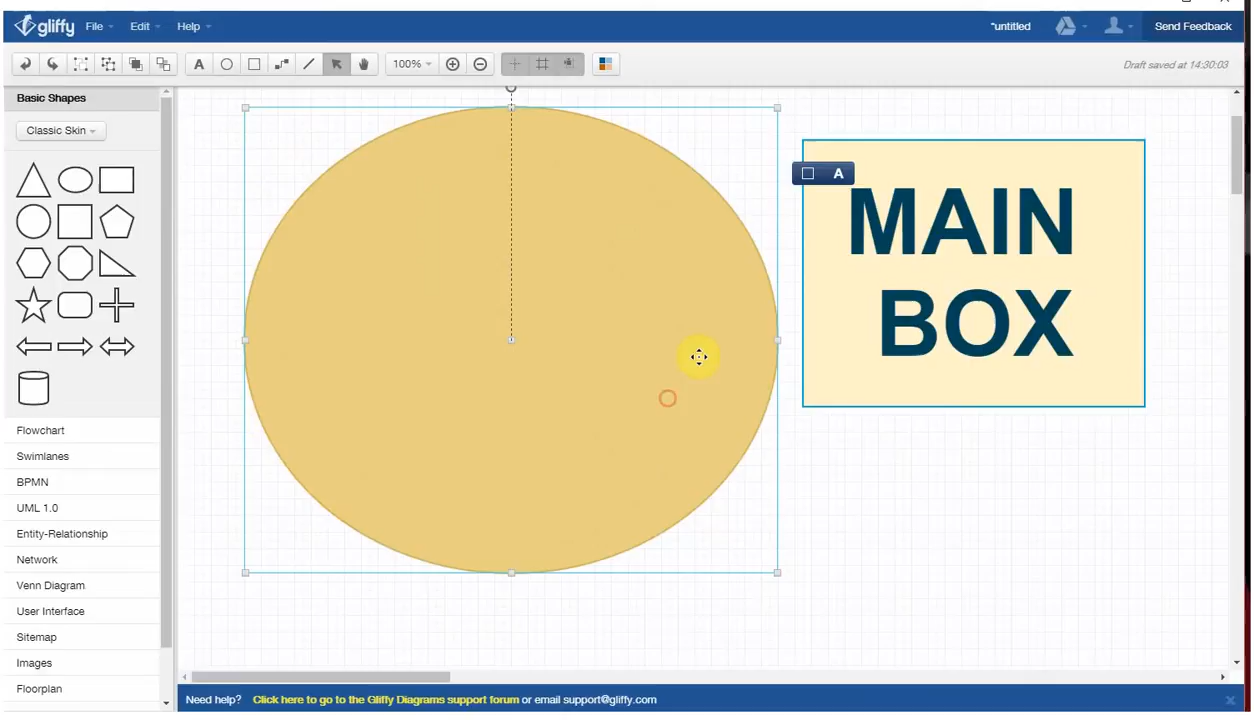 gliffy File Edit Help *untitled Send Feedback
A 100% Draft saved at 14:30:03
Basic Shapes
Classic Skin
A
MAIN
BOX
Flowchart
Swimlanes
BPMN
UML 1.0
Entity-Relationship
Network
Venn Diagram
User Interface
Sitemap
Images
Floorplan
Need help? Click here to go to the Gliffy Diagrams support forum or email support@gliffy.com